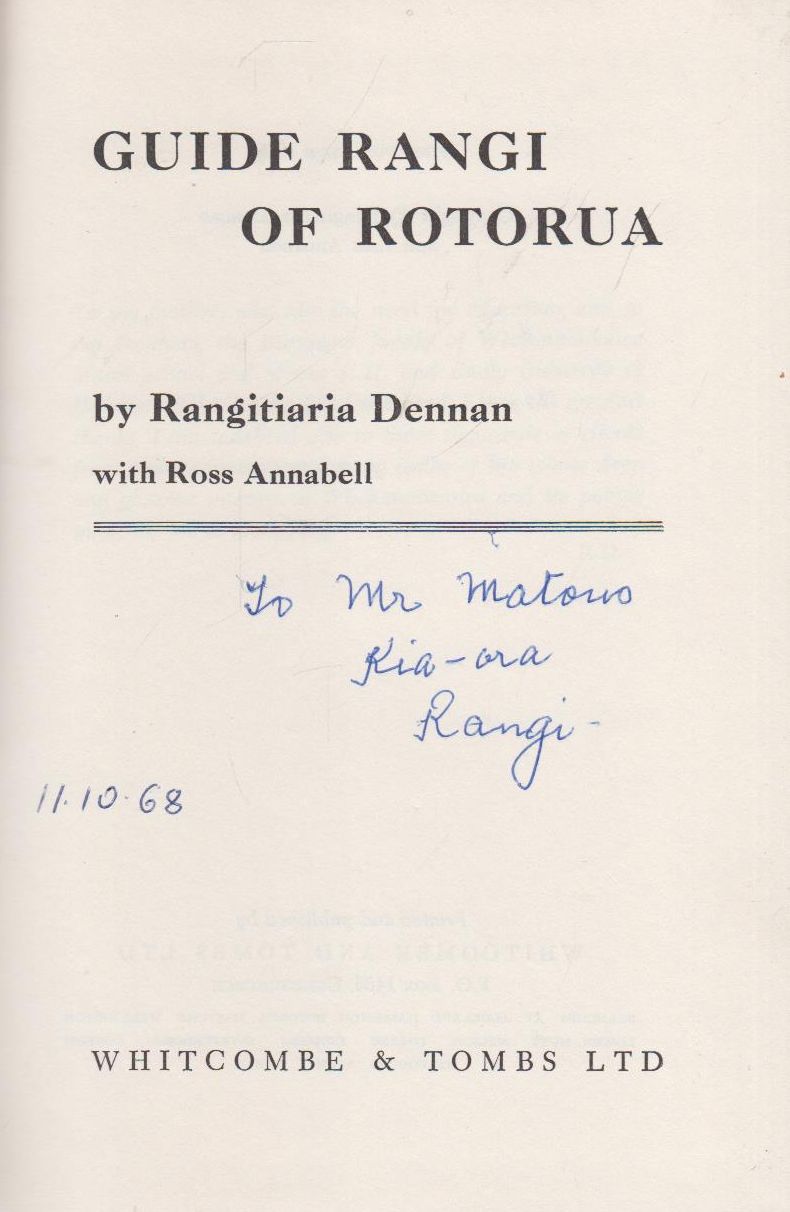 GUIDE RANGI
OF ROTORUA
by Rangitiaria Dennan
with Ross Annabell
To Mr Matono
Kia-ora
Rangi-
11.10.68
WHITCOMBE & TOMBS LTD